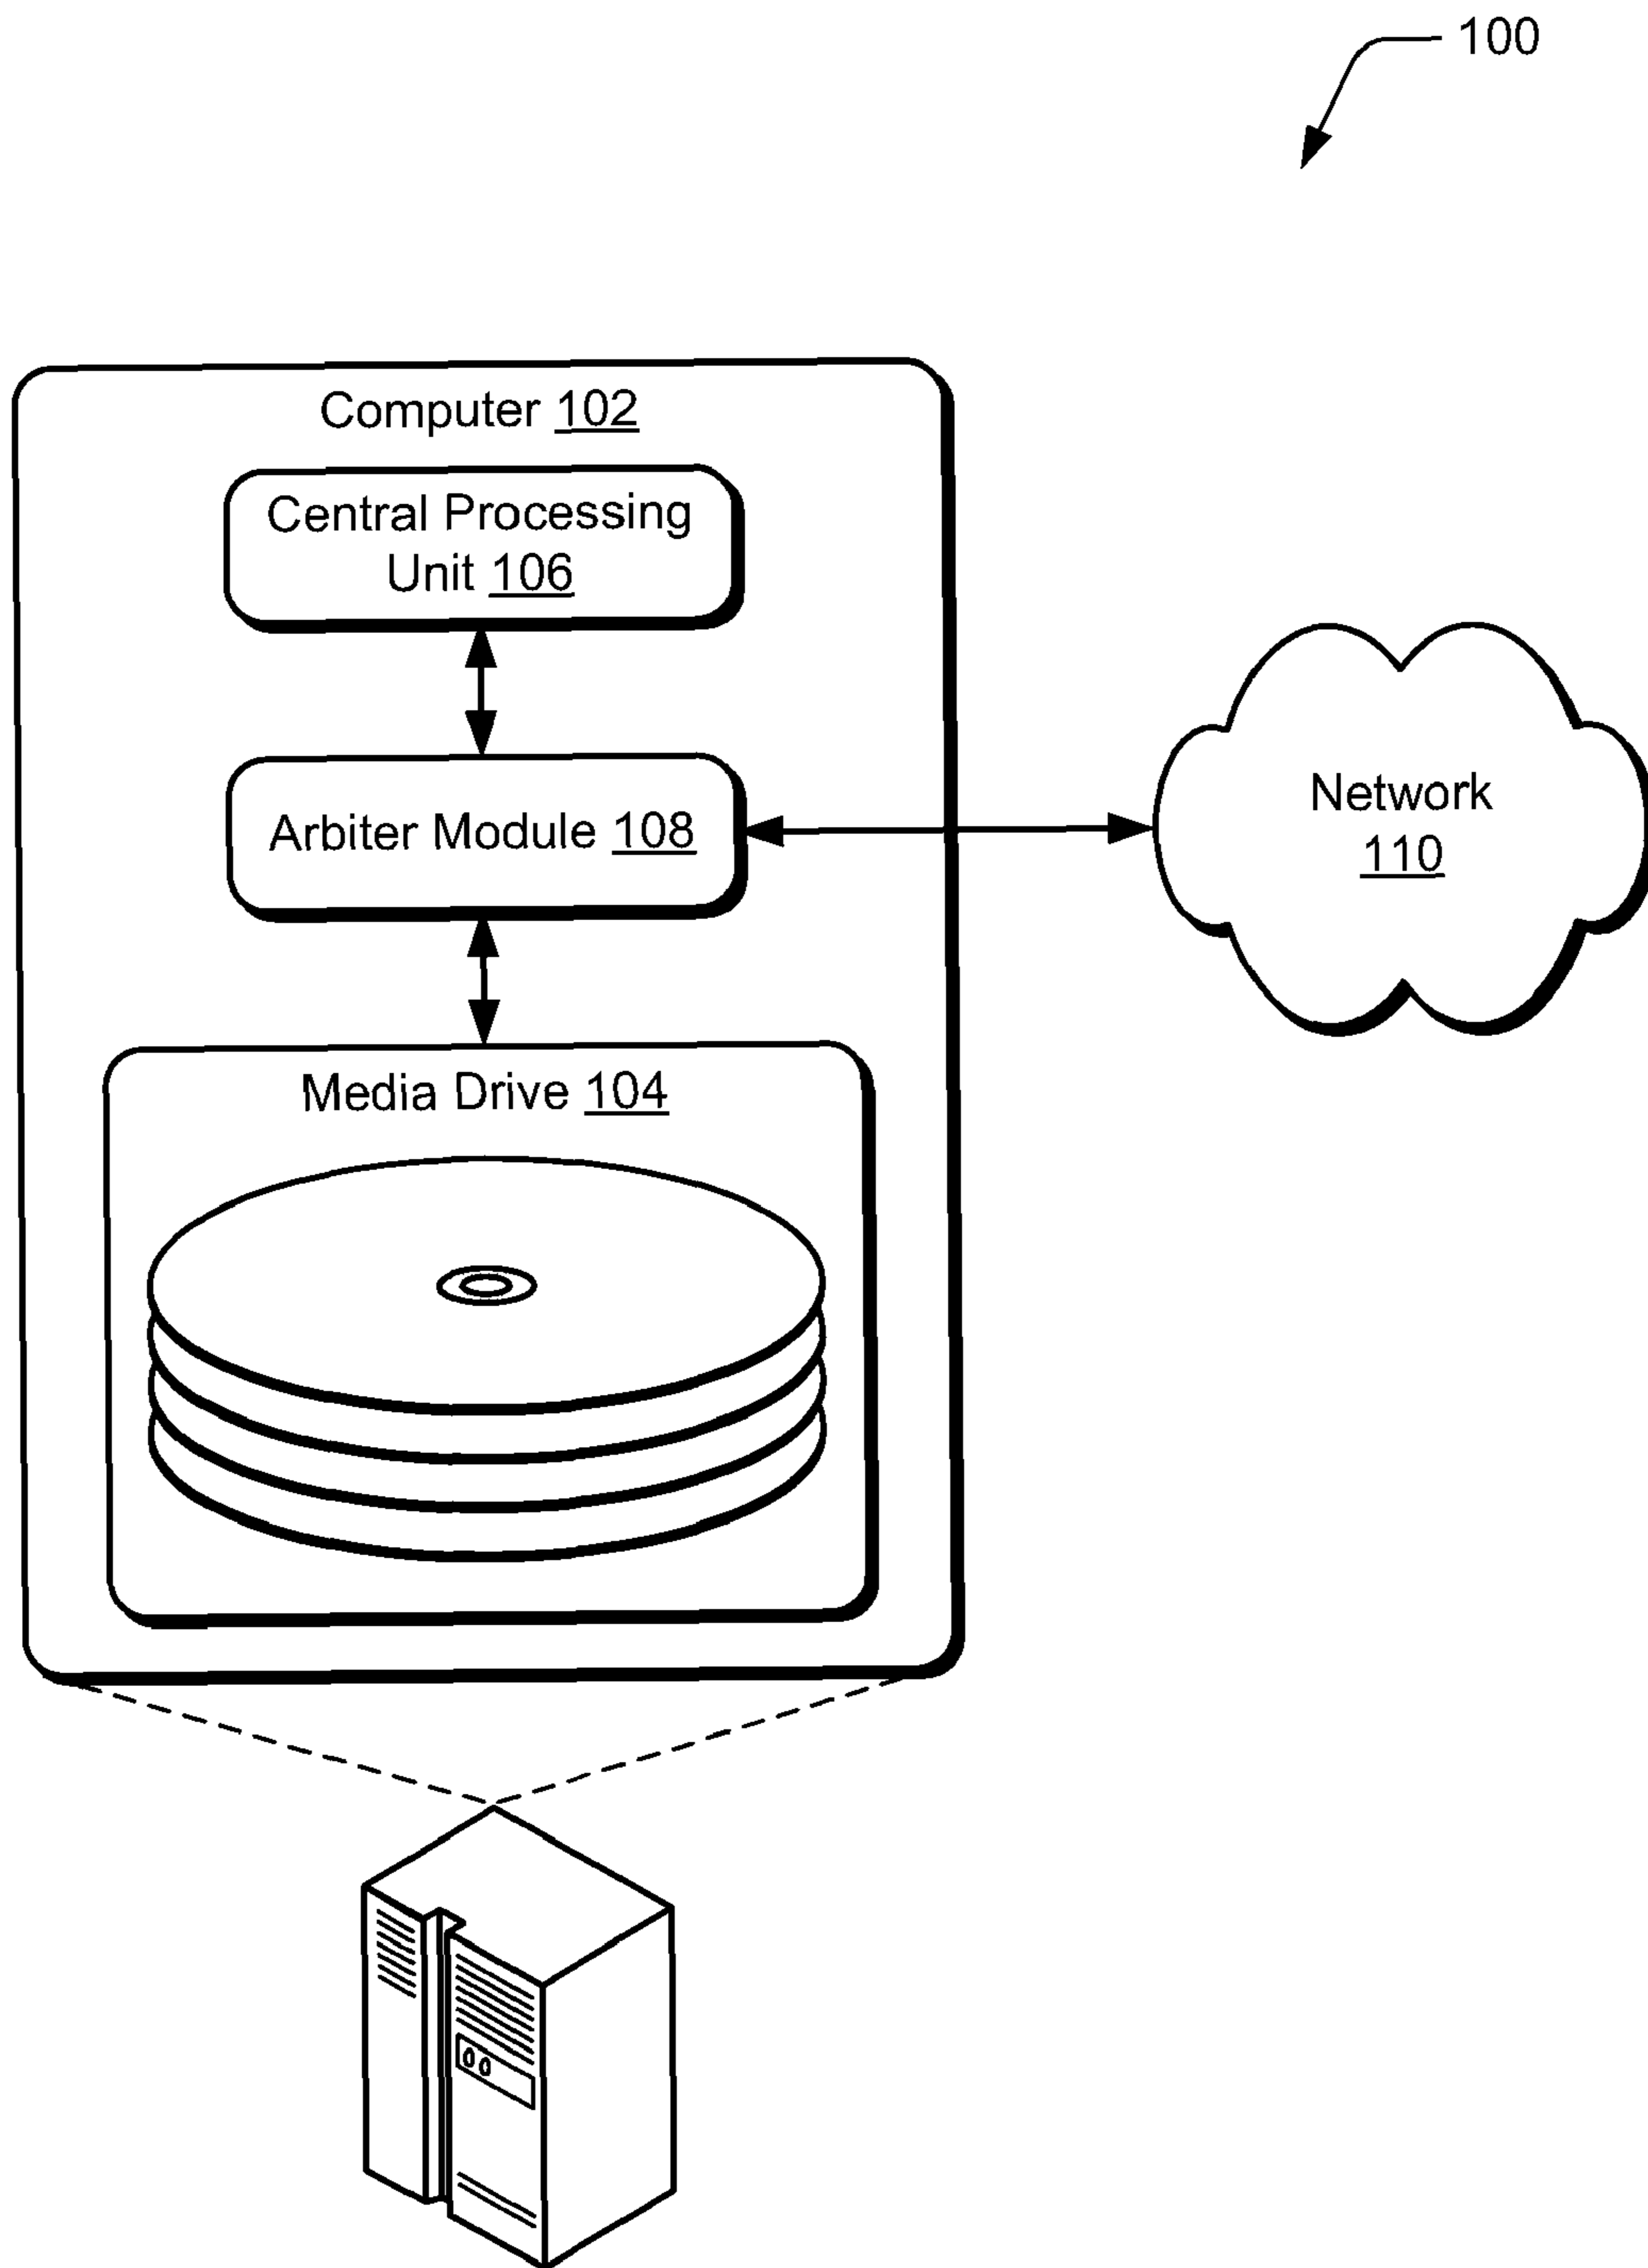 100
Computer 102
Central Processing
Unit 106
Arbiter Module 108
Network
110
Media Drive 104